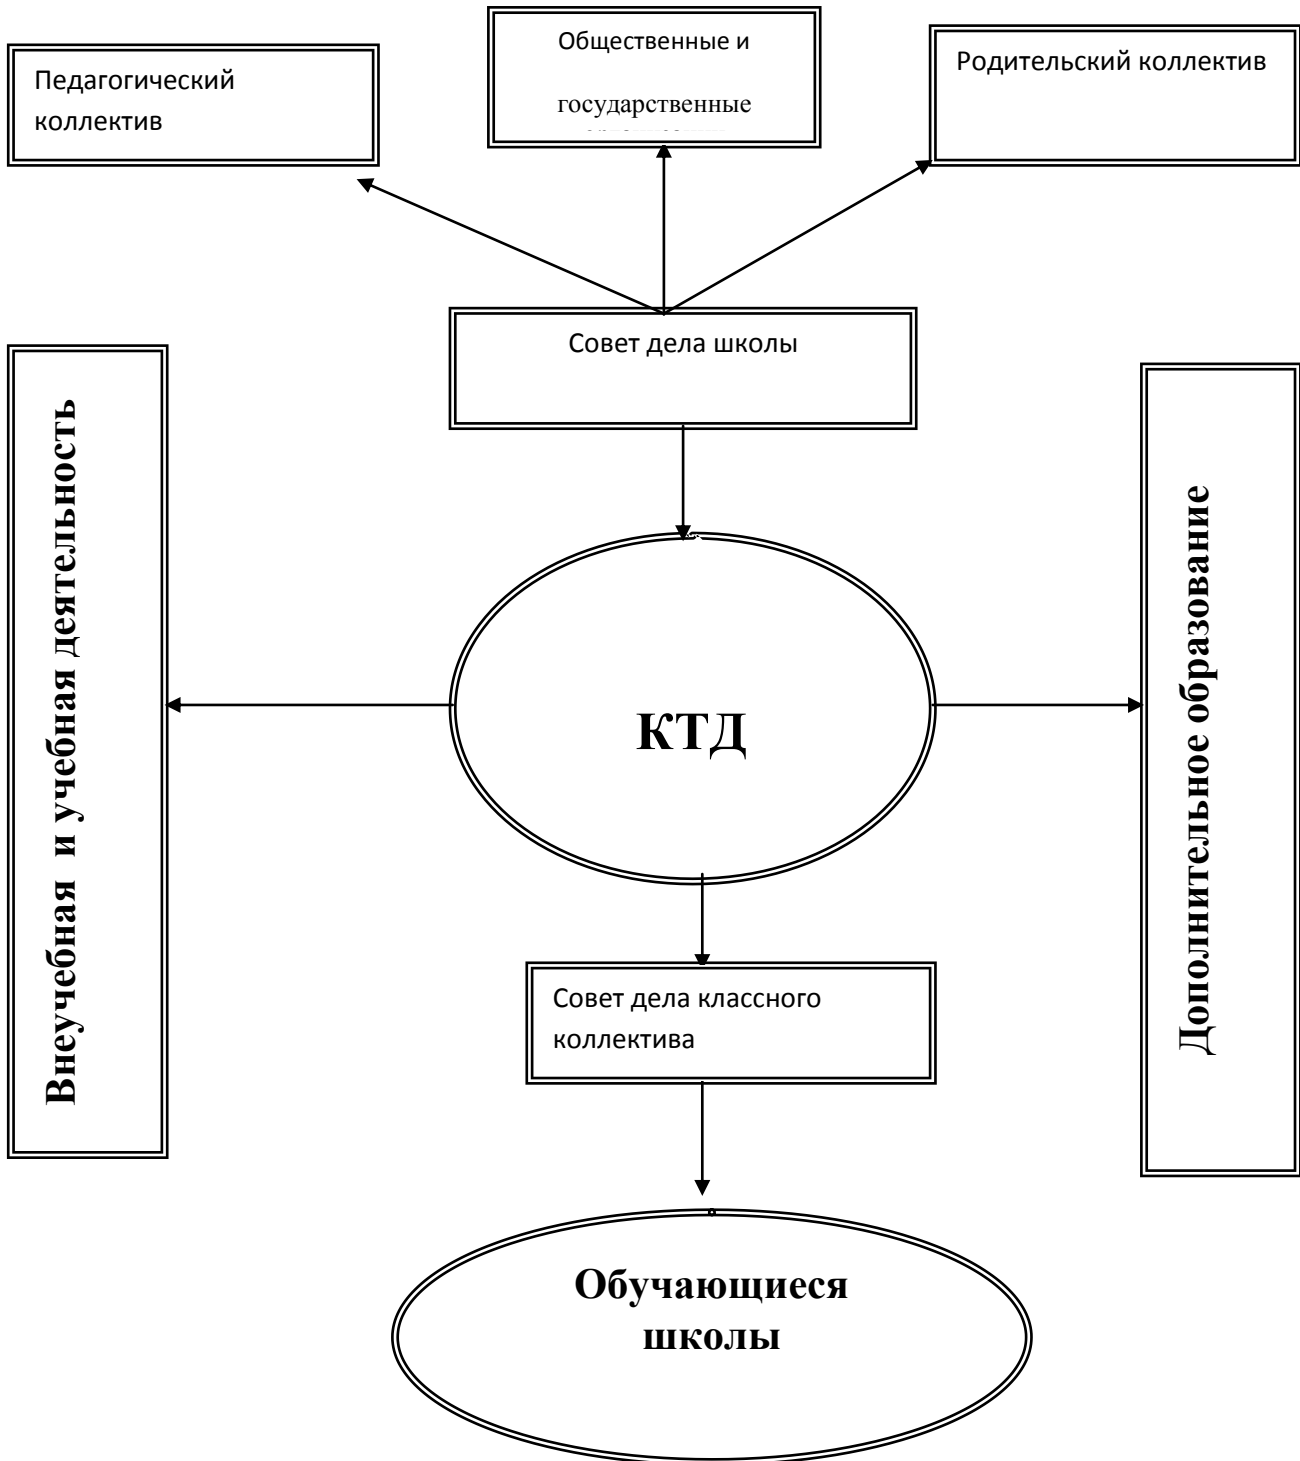 Общественные и
государственные
Педагогический
коллектив
Родительский коллектив
Совет дела школы
Внеучебная и учебная деятельность
Дополнительное образование
КТД
Совет дела классного
коллектива
Обучающиеся
школы